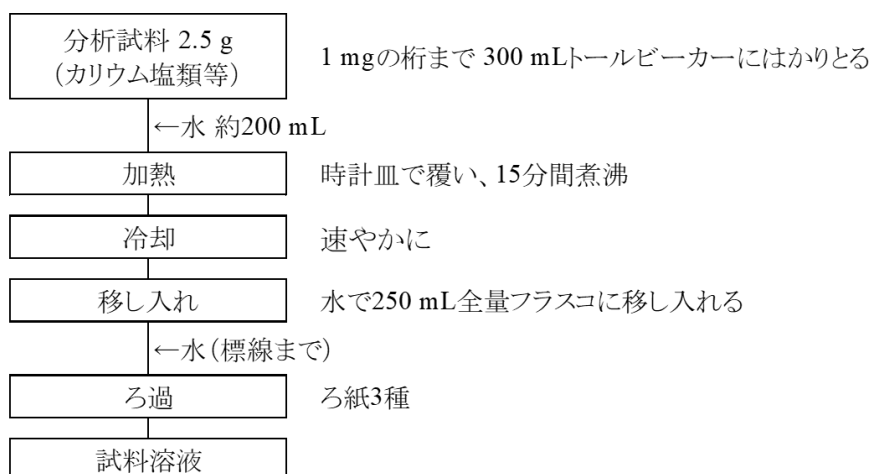 分析試料 2.5 g
(カリウム塩類等)
1 mgの桁まで 300 mLトールビーカーにはかりとる
←水 約200 mL
加熱
時計皿で覆い、15分間煮沸
冷却
速やかに
移し入れ
水で250 mL全量フラスコに移し入れる
←水(標線まで)
ろ過
ろ紙3種
試料溶液